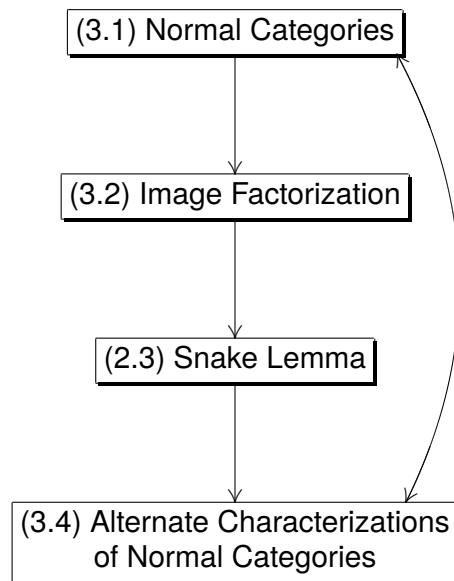 (3.1) Normal Categories
(3.2) Image Factorization
(2.3) Snake Lemma
(3.4) Alternate Characterizations
of Normal Categories